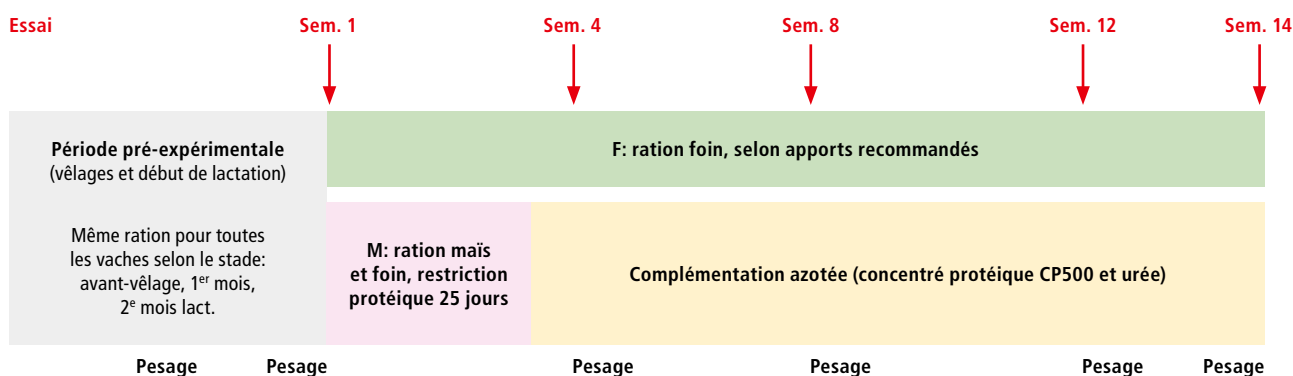 Essai Sem. 1 Sem. 4 Sem. 8 Sem. 12 Sem. 14
Période pré-expérimentale
(vêlages et début de lactation)
F: ration foin, selon apports recommandés
Même ration pour toutes
les vaches selon le stade:
avant-vêlage, 1er mois,
2e mois lact.
M: ration maïs
et foin, restriction
protéique 25 jours
Complémentation azotée (concentré protéique CP500 et urée)
Pesage Pesage Pesage Pesage Pesage Pesage